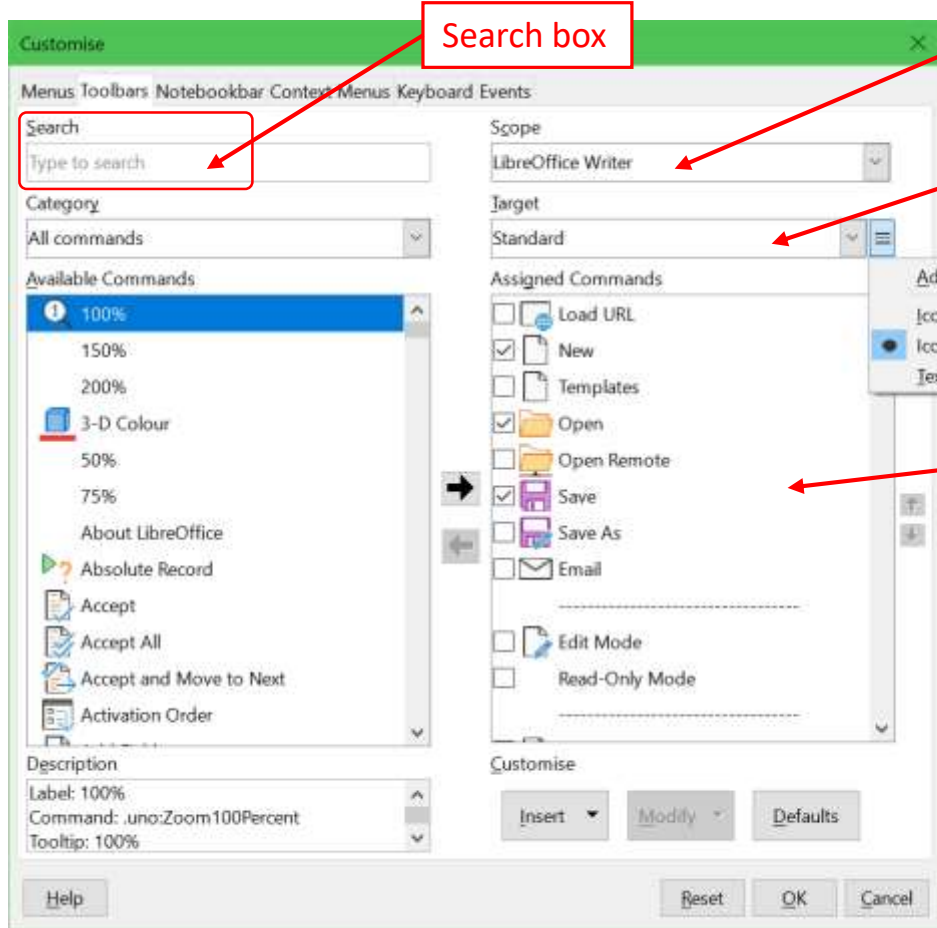 Search box
Customise
Menus Toolbars Notebookbar Context Menus Keyboard Events
Search
Type to search
Category
All commands
Available Commands
100%
150%
200%
3-D Colour
50%
75%
About LibreOffice
Absolute Record
Accept
Accept All
Accept and Move to Next
Activation Order
Description
Label: 100%
Command: .uno:Zoom100Percent
Tooltip: 100%
Scope
LibreOffice Writer
Target
Standard
Assigned Commands
Load URL
New
Templates
Open
Open Remote
Save
Save As
Email
Edit Mode
Read-Only Mode
Customise
Insert
Modify
Defaults
Help
Reset
OK
Cancel